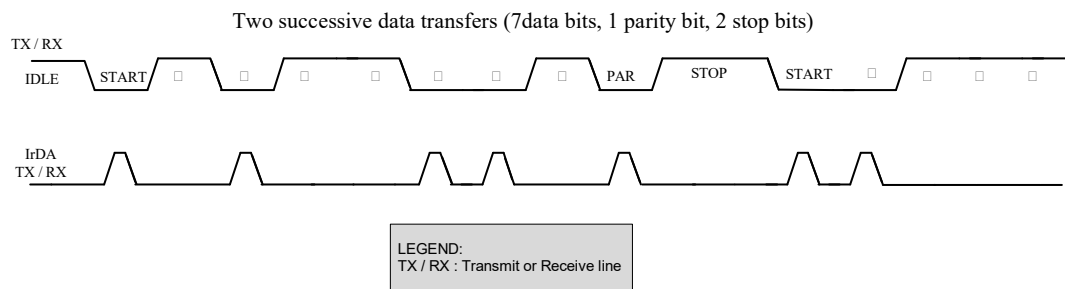 Two successive data transfers (7data bits, 1 parity bit, 2 stop bits)
TX / RX
IDLE START □ □ □ □ □ □ □ PAR STOP START □ □ □ □
IrDA
TX / RX
LEGEND:
TX / RX : Transmit or Receive line